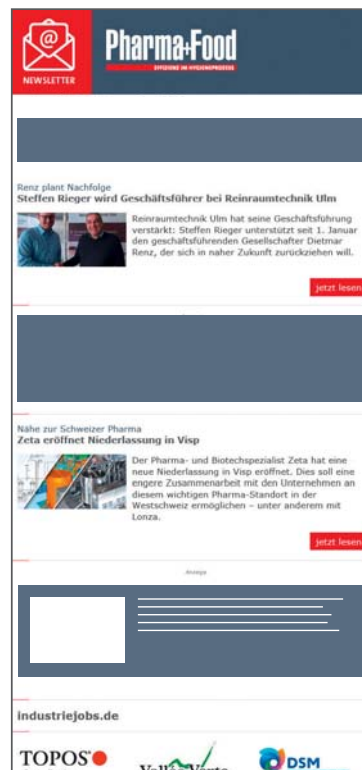 @
NEWSLETTER
Pharma+Food
EFFIZIENZ IM HYGIENEPROZESS
Renz plant Nachfolge
Steffen Rieger wird Geschäftsführer bei Reinraumtechnik Ulm
Reinraumtechnik Ulm hat seine Geschäftsführung
verstärkt: Steffen Rieger unterstützt seit 1. Januar
den geschäftsführenden Gesellschafter Dietmar
Renz, der sich in naher Zukunft zurückziehen will.
jetzt lesen
Nähe zur Schweizer Pharma
Zeta eröffnet Niederlassung in Visp
Der Pharma- und Biotechspezialist Zeta hat eine
neue Niederlassung in Visp eröffnet. Dies soll eine
engere Zusammenarbeit mit den Unternehmen an
diesem wichtigen Pharma-Standort in der
Westschweiz ermöglichen – unter anderem mit
Lonza.
jetzt lesen
Anzeige
industriejobs.de
TOPOS
DSM